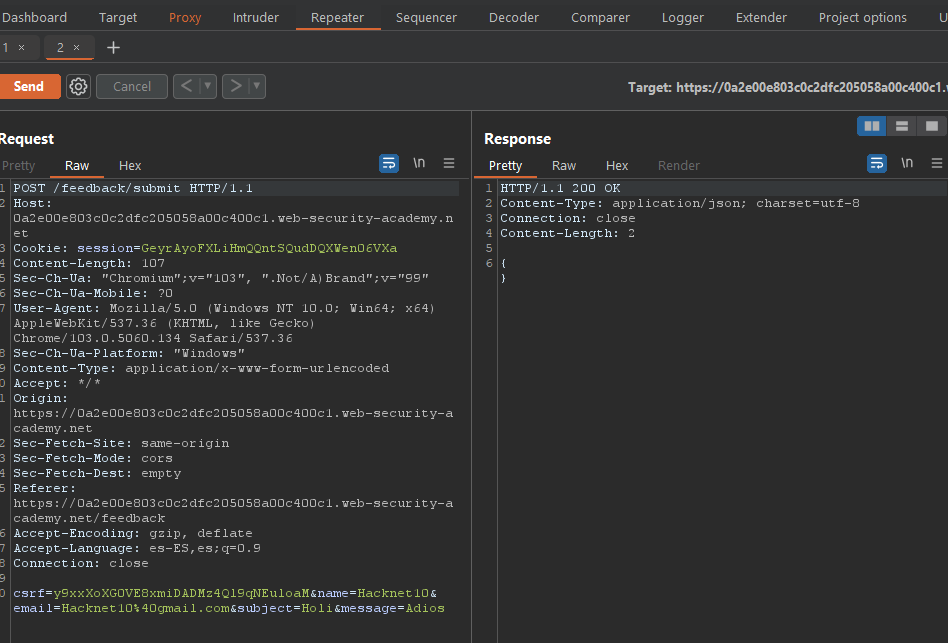 Dashboard Target Proxy Intruder Repeater Sequencer Decoder Comparer Logger Extender Project options U
1 × 2 × +
Send Cancel < ▼ > ▼ Target: https://0a2e00e803c0c2dfc205058a00c400c1.w
Request
Pretty Raw Hex \n ≡
1 POST /feedback/submit HTTP/1.1
2 Host:
0a2e00e803c0c2dfc205058a00c400c1.web-security-academy.n
et
3 Cookie: session=GeyrAyoFXLiHmQQntSQudDQXWen06VXa
4 Content-Length: 107
5 Sec-Ch-Ua: "Chromium";v="103", ".Not/A)Brand";v="99"
6 Sec-Ch-Ua-Mobile: ?0
7 User-Agent: Mozilla/5.0 (Windows NT 10.0; Win64; x64)
AppleWebKit/537.36 (KHTML, like Gecko)
Chrome/103.0.5060.134 Safari/537.36
8 Sec-Ch-Ua-Platform: "Windows"
9 Content-Type: application/x-www-form-urlencoded
0 Accept: */*
1 Origin:
https://0a2e00e803c0c2dfc205058a00c400c1.web-security-a
cademy.net
2 Sec-Fetch-Site: same-origin
3 Sec-Fetch-Mode: cors
4 Sec-Fetch-Dest: empty
5 Referer:
https://0a2e00e803c0c2dfc205058a00c400c1.web-security-a
cademy.net/feedback
6 Accept-Encoding: gzip, deflate
7 Accept-Language: es-ES,es;q=0.9
8 Connection: close
9
0 csrf=y9xxXoXG0VE8xmiDADMz4Ql9qNEuloaM&name=Hacknet10&
email=Hacknet10%40gmail.com&subject=Holi&message=Adios
Response
Pretty Raw Hex Render \n ≡
1 HTTP/1.1 200 OK
2 Content-Type: application/json; charset=utf-8
3 Connection: close
4 Content-Length: 2
5
6 {
}